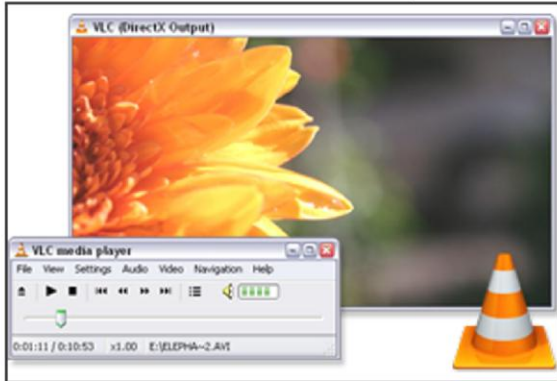 VLC (DirectX Output)
VLC media player
File View Settings Audio Video Navigation Help
0:01:11 / 0:10:53 x1.00 E:\ELEPHA~2.AVI